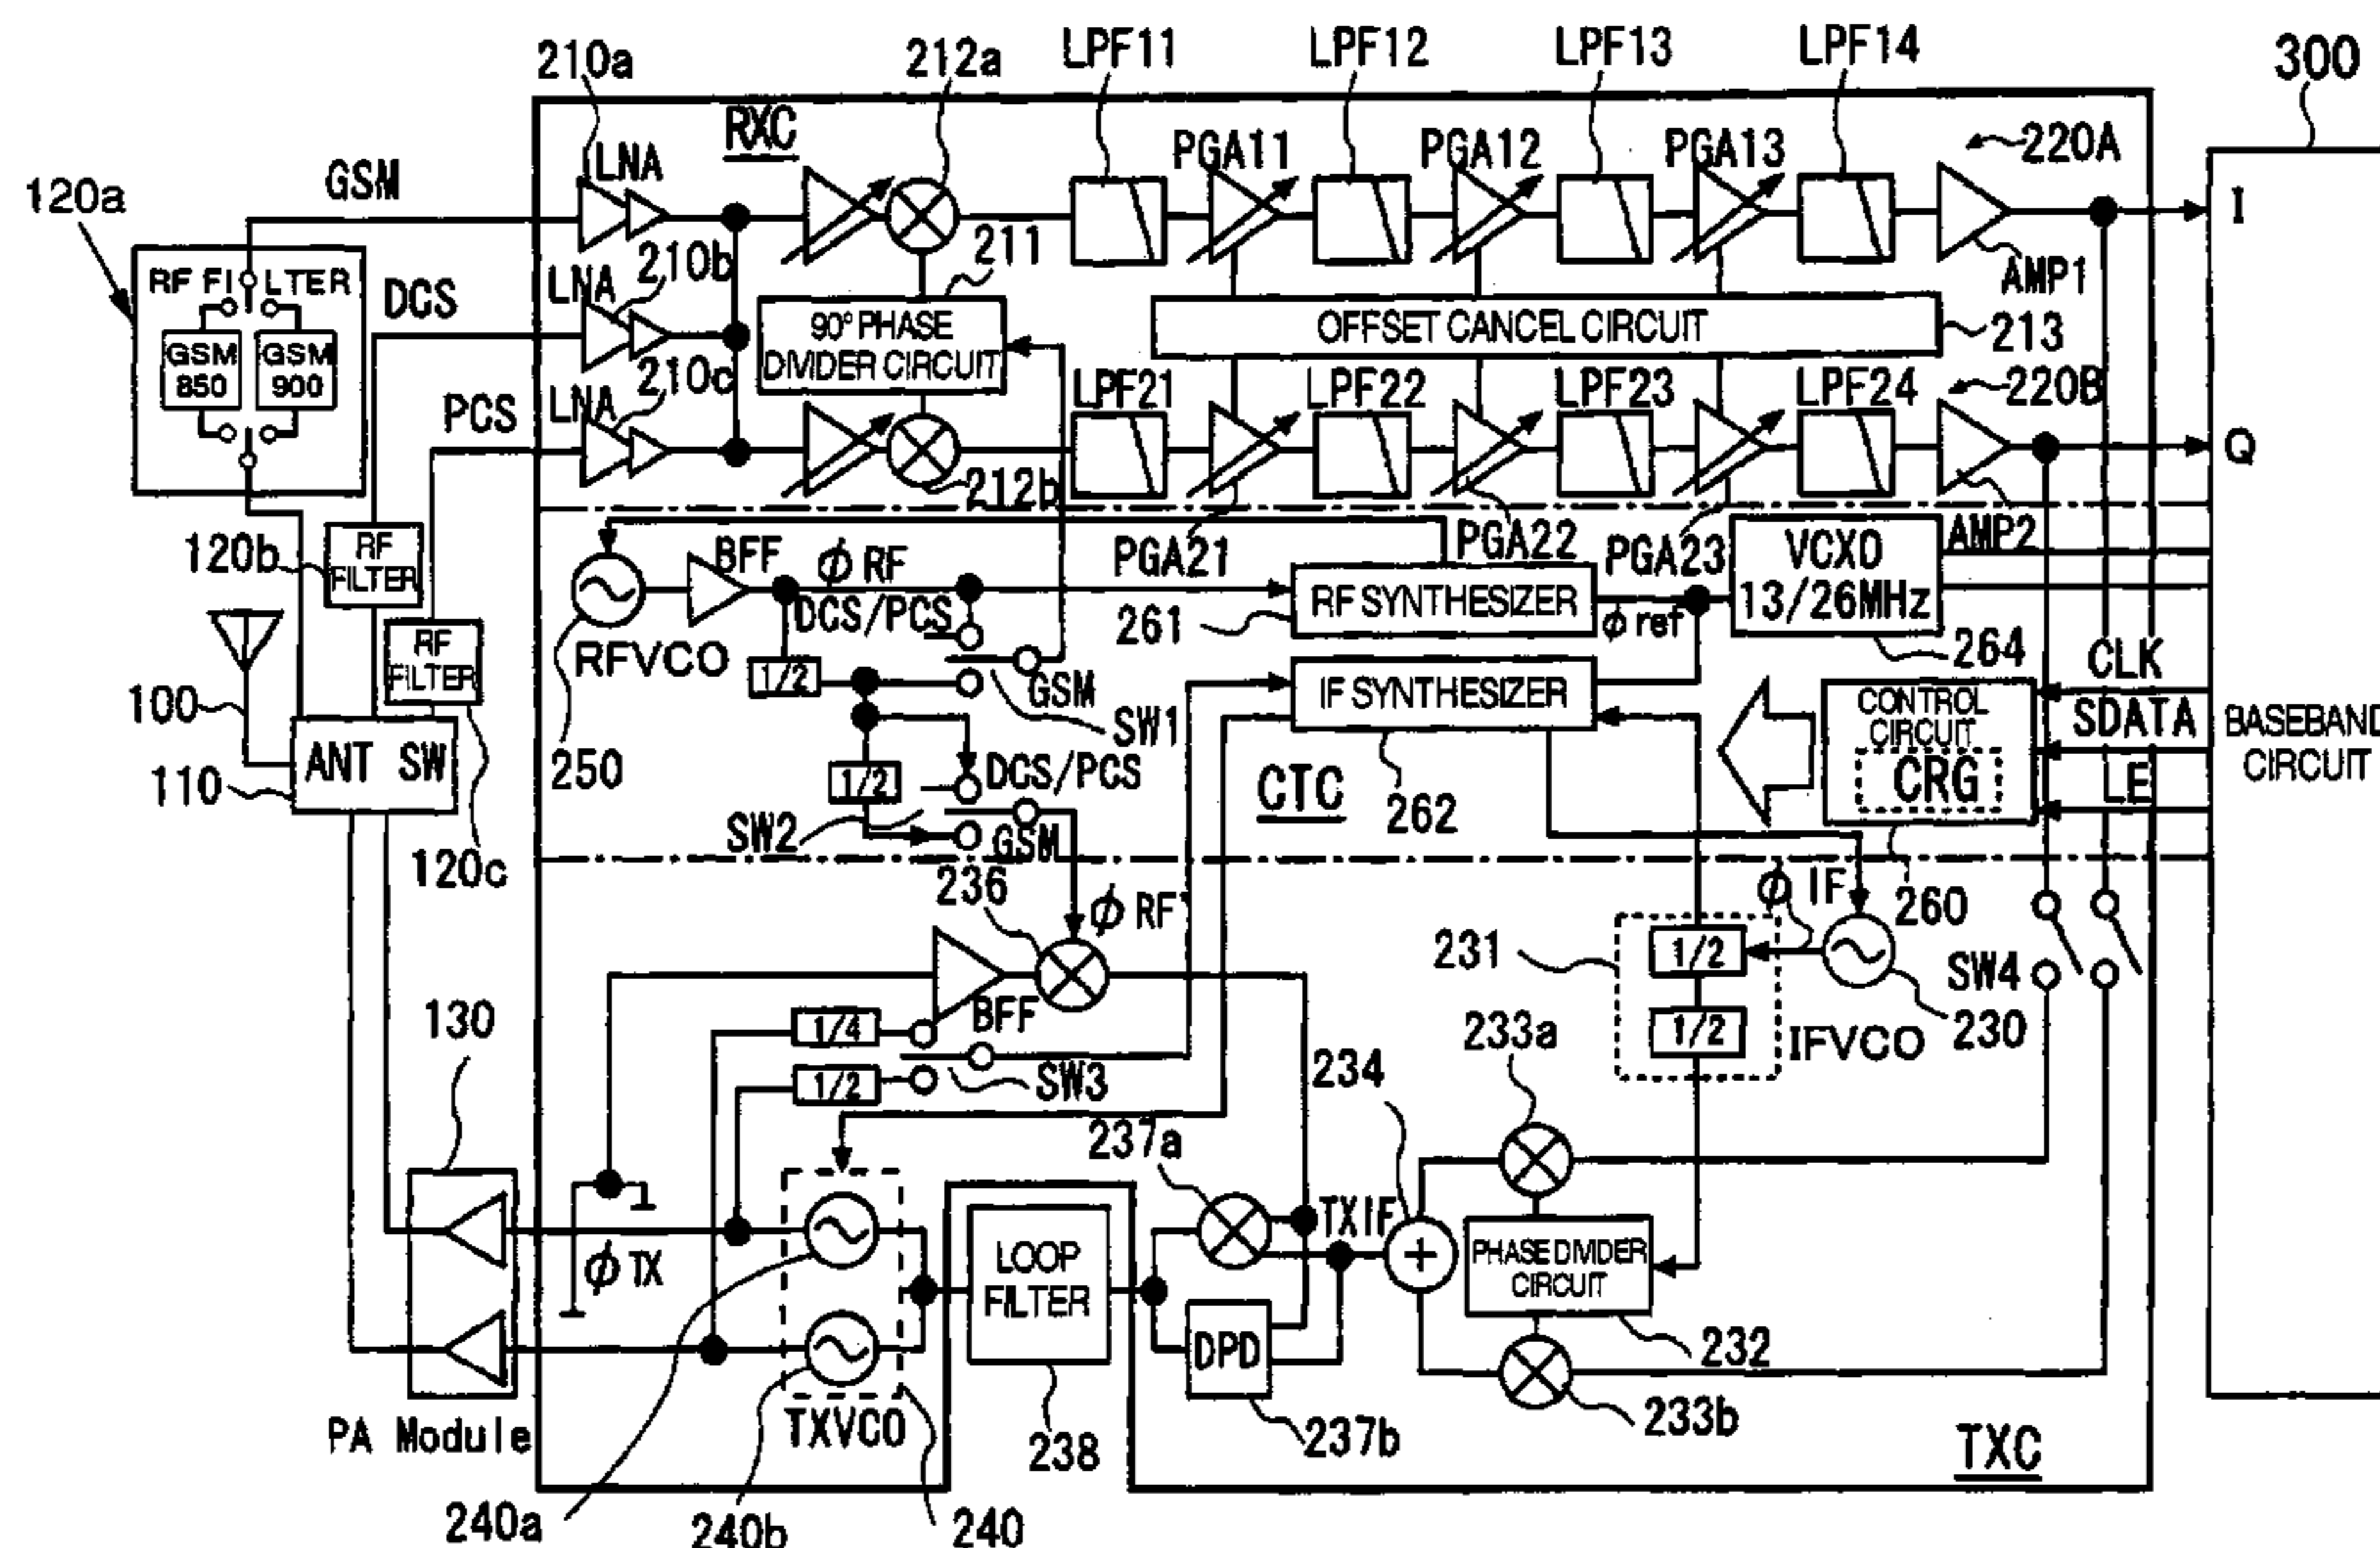 210a
212a
LPF11
LPF12
LPF13
LPF14
300
RXC
220A
120a
GSM
LNA
PGA11
PGA12
PGA13
I
RF FI LTER
DCS
LNA
210b
211
AMP1
GSM
850
GSM
900
90° PHASE
DIVIDER CIRCUIT
OFFSET CANCEL CIRCUIT
213
PCS
LNA
210c
LPF21
LPF22
LPF23
LPF24
220B
Q
212b
120b
RF
FILTER
BFF
ϕ RF
PGA21
PGA22
PGA23
VCXO
13/26MHz
AMP2
DCS/PCS
261
RF SYNTHESIZER
ϕ ref
RF
FILTER
RFVCO
1/2
GSM
IF SYNTHESIZER
264
CLK
100
SW1
CONTROL
CIRCUIT
SDATA
BASEBAND
CIRCUIT
110
ANT SW
250
1/2
DCS/PCS
CTC
262
CRG
LE
SW2
GSM
120c
236
ϕ RF'
ϕ IF
260
231
1/2
SW4
130
1/4
BFF
233a
1/2
IFVCO
230
1/2
SW3
234
237a
TXIF
ϕ TX
LOOP
FILTER
+
PHASE DIVIDER
CIRCUIT
DPD
232
PA Module
TXVCO
238
237b
233b
TXC
240a
240b
240